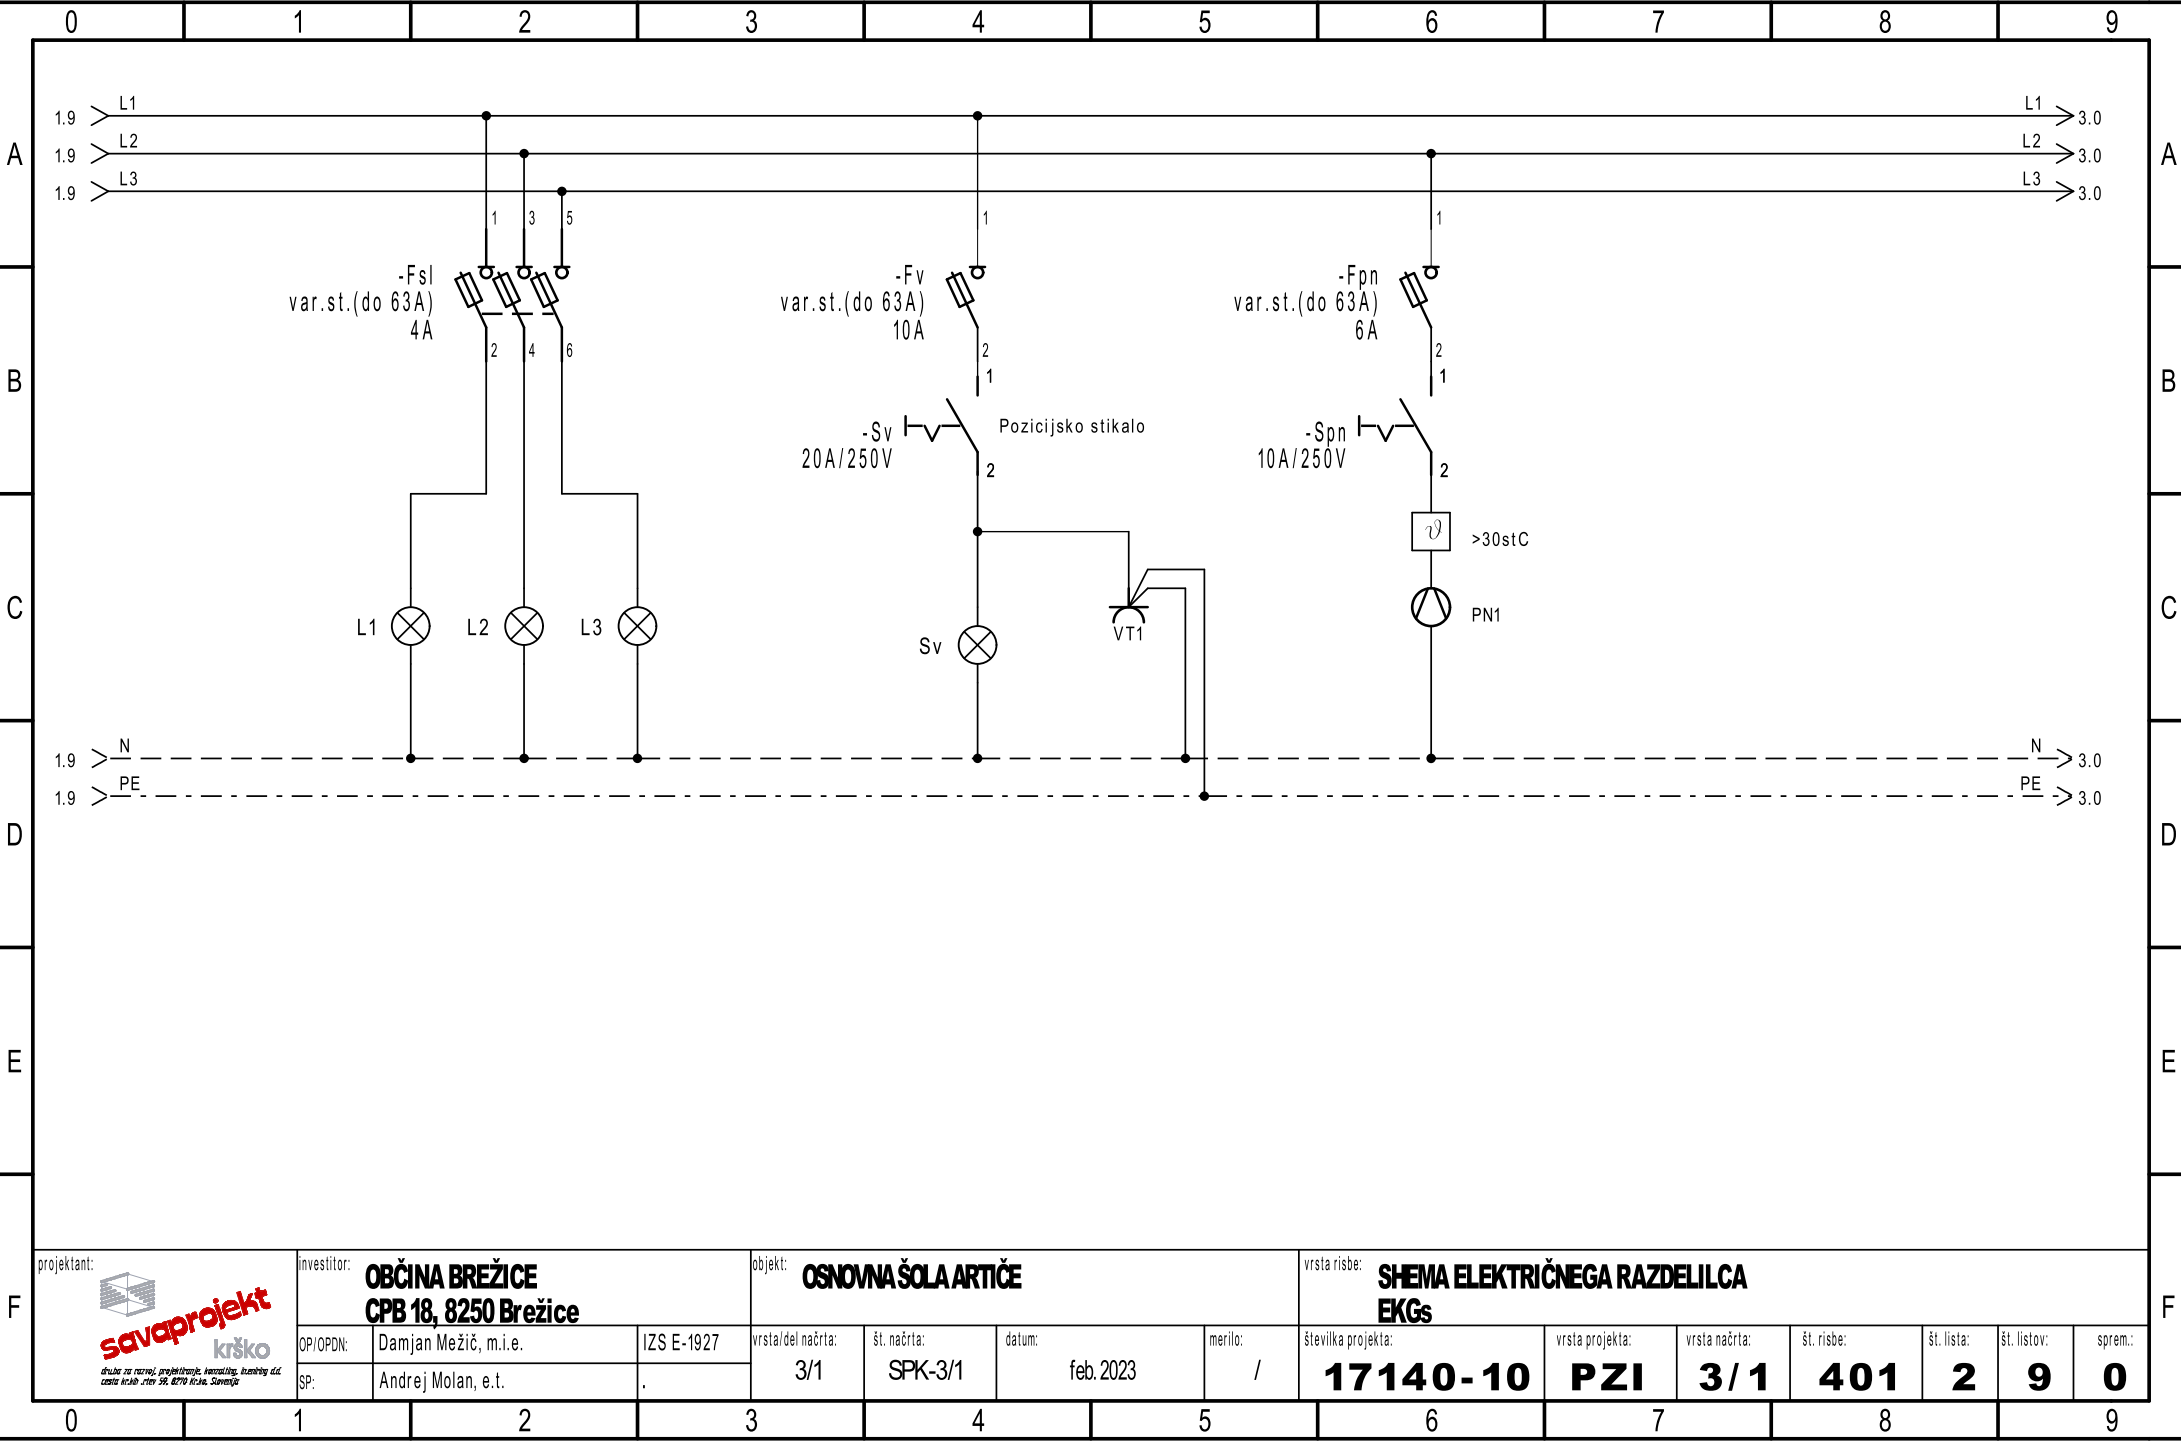 0 1 2 3 4 5 6 7 8 9
1.9 L1 L1 3.0
A 1.9 L2 L2 3.0 A
1.9 L3 L3 3.0
1 3 5 1 1
-Fsl -Fv -Fpn
var.st.(do 63A) var.st.(do 63A) var.st.(do 63A)
4A 10A 6A
2 4 6 2 2
B 1 1 B
-Sv Pozicijsko stikalo -Spn
20A/250V 10A/250V
2 2
ϑ >30stC
C L1 L2 L3 VT1 PN1 C
Sv
1.9 N N 3.0
1.9 PE PE 3.0
D D
E E
F F
projektant:
savaprojekt
krško
investitor: OBČINA BREŽICE
CPB 18, 8250 Brežice
OP/OPDN: Damjan Mežič, m.i.e. IZS E-1927
SP: Andrej Molan, e.t. .
objekt: OSNOVNA ŠOLA ARTIČE
vrsta/del načrta: št. načrta: datum: merilo:
3/1 SPK-3/1 feb. 2023 /
vrsta risbe: SHEMA ELEKTRIČNEGA RAZDELILCA
EKGs
številka projekta: vrsta projekta: vrsta načrta: št. risbe: št. lista: št. listov: sprem.:
17140-10 PZI 3/1 401 2 9 0
0 1 2 3 4 5 6 7 8 9